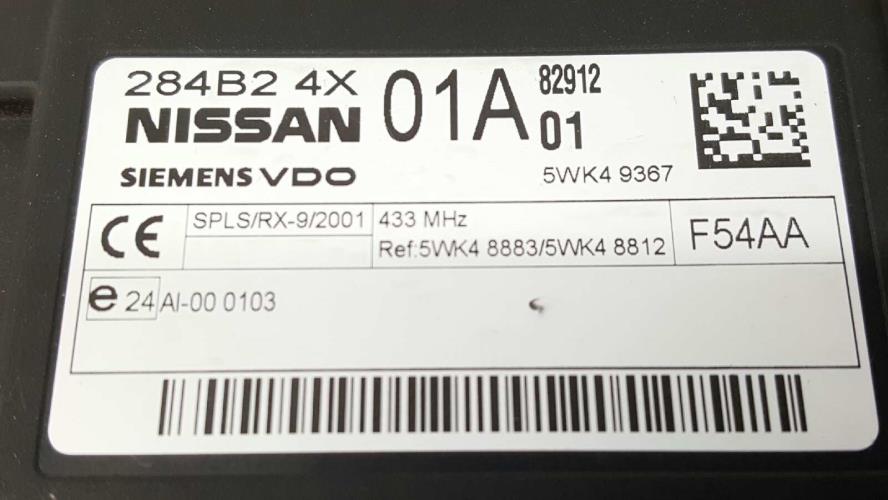 284B2 4X 01A 82912
NISSAN 01
SIEMENS VDO 5WK4 9367
CE SPLS/RX-9/2001 433 MHz F54AA
Ref:5WK4 8883/5WK4 8812
e 24 AI-00 0103